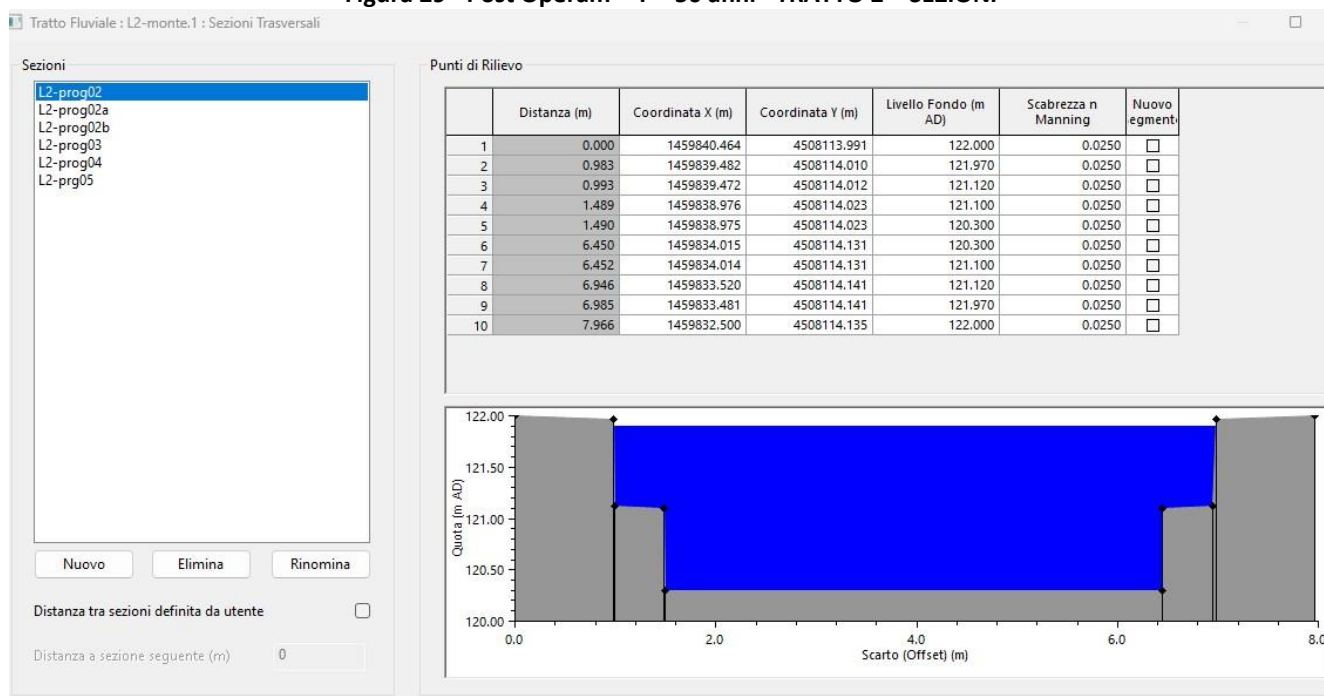 Tratto Fluviale : L2-monte.1 : Sezioni Trasversali
Sezioni
L2-prog02
L2-prog02a
L2-prog02b
L2-prog03
L2-prog04
L2-prg05
Nuovo Elimina Rinomina
Distanza tra sezioni definita da utente
Distanza a sezione seguente (m) 0
Punti di Rilievo
Distanza (m) Coordinata X (m) Coordinata Y (m) Livello Fondo (m AD) Scabrezza n Manning Nuovo egment
1 0.000 1459840.464 4508113.991 122.000 0.0250
2 0.983 1459839.482 4508114.010 121.970 0.0250
3 0.993 1459839.472 4508114.012 121.120 0.0250
4 1.489 1459838.976 4508114.023 121.100 0.0250
5 1.490 1459838.975 4508114.023 120.300 0.0250
6 6.450 1459834.015 4508114.131 120.300 0.0250
7 6.452 1459834.014 4508114.131 121.100 0.0250
8 6.946 1459833.520 4508114.141 121.120 0.0250
9 6.985 1459833.481 4508114.141 121.970 0.0250
10 7.966 1459832.500 4508114.135 122.000 0.0250
122.00
121.50
121.00
120.50
120.00
Quota (m AD)
0.0 2.0 4.0 6.0 8.0
Scarto (Offset) (m)